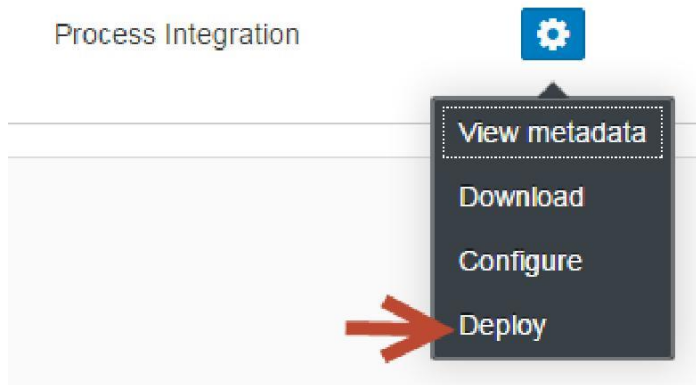 Process Integration
View metadata
Download
Configure
Deploy